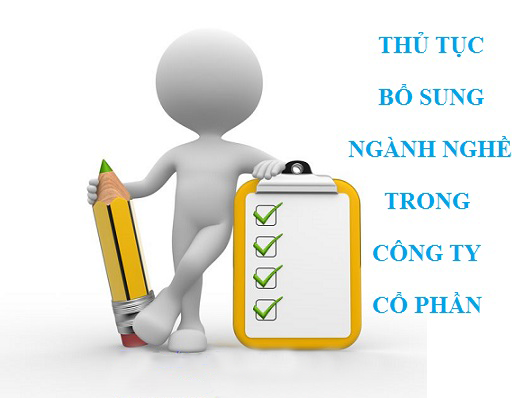 THỦ TỤC
BỔ SUNG
NGÀNH NGHỀ
TRONG
CÔNG TY
CỔ PHẦN